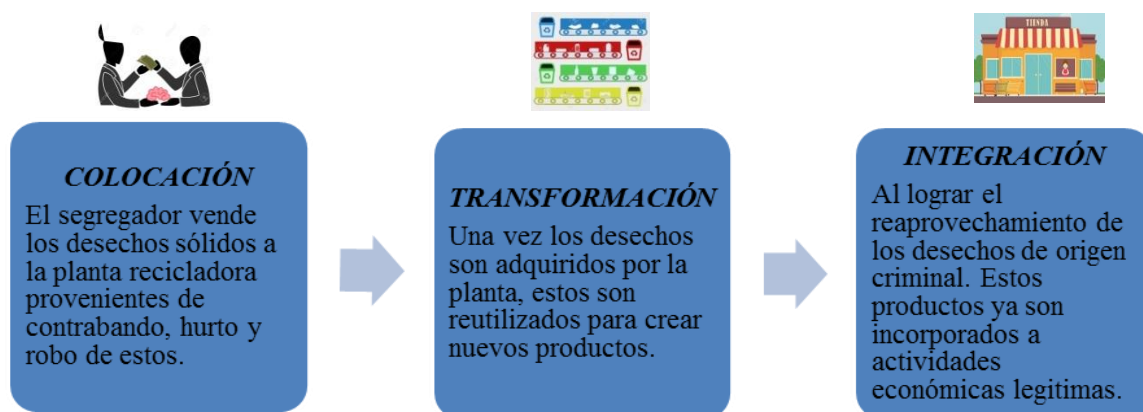 TIENDA
COLOCACIÓN
El segregador vende
los desechos sólidos a
la planta recicladora
provenientes de
contrabando, hurto y
robo de estos.
TRANSFORMACIÓN
Una vez los desechos
son adquiridos por la
planta, estos son
reutilizados para crear
nuevos productos.
INTEGRACIÓN
Al lograr el
reaprovechamiento de
los desechos de origen
criminal. Estos
productos ya son
incorporados a
actividades
económicas legitimas.